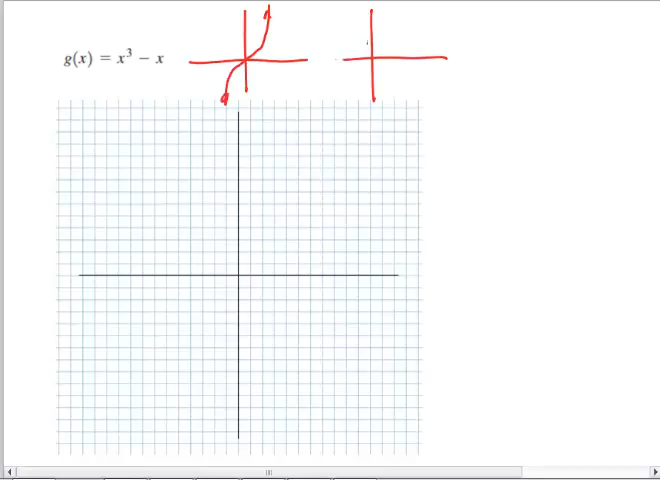 g(x) = x³ − x